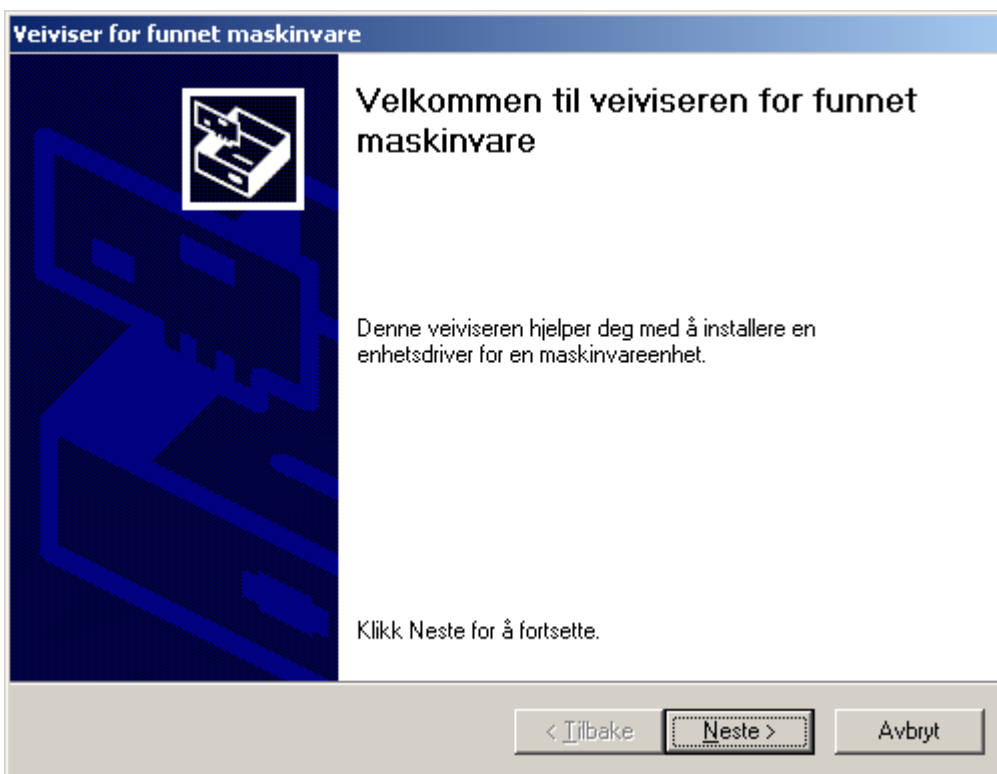 Veiviser for funnet maskinvare
Velkommen til veiviseren for funnet
maskinvare
Denne veiviseren hjelper deg med å installere en
enhetsdriver for en maskinvareenhet.
Klikk Neste for å fortsette.
< Tilbake
Neste >
Avbryt